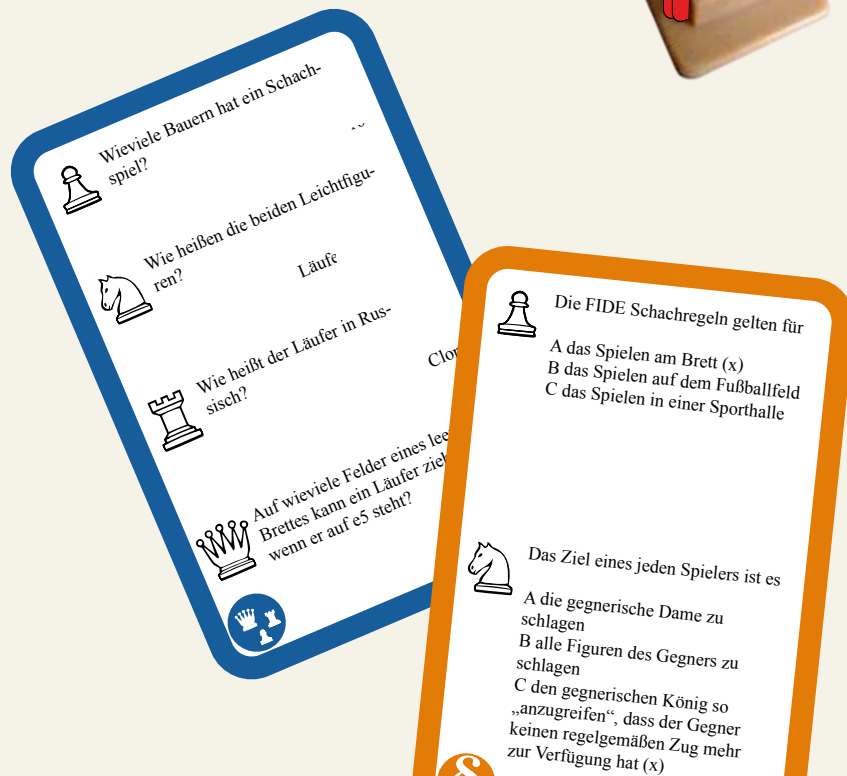 Wieviele Bauern hat ein Schach-
spiel?
Wie heißen die beiden Leichtfigu-
ren?
Wie heißt der Läufer in Rus-
sisch?
Auf wieviele Felder eines
Brettes kann ein Läufer
wenn er auf e5 steht?
Die FIDE Schachregeln gelten für
A das Spielen am Brett (x)
B das Spielen auf dem Fußballfeld
C das Spielen in einer Sporthalle
Das Ziel eines jeden Spielers ist es
A die gegnerische Dame zu
schlagen
B alle Figuren des Gegners zu
schlagen
C den gegnerischen König so
„anzugreifen“, dass der Gegner
keinen regelgemäßen Zug mehr
zur Verfügung hat (x)